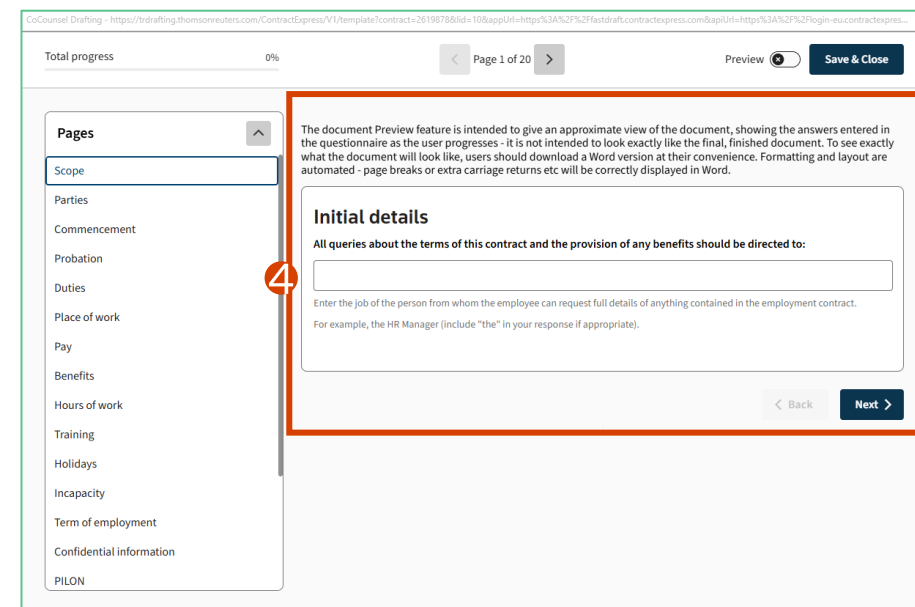 CoCounsel Drafting - https://trdrafting.thomsonreuters.com/ContractExpress/V1/template?contract=2619878&lid=10&appUrl=https%3A%2F%2Ffastdraft.contractexpress.com&apiUrl=https%3A%2F%2Flogin-eu.contractexpres...
Total progress 0%
Page 1 of 20
Preview
Save & Close
Pages
Scope
Parties
Commencement
Probation
Duties
Place of work
Pay
Benefits
Hours of work
Training
Holidays
Incapacity
Term of employment
Confidential information
PILON
4
The document Preview feature is intended to give an approximate view of the document, showing the answers entered in
the questionnaire as the user progresses - it is not intended to look exactly like the final, finished document. To see exactly
what the document will look like, users should download a Word version at their convenience. Formatting and layout are
automated - page breaks or extra carriage returns etc will be correctly displayed in Word.
Initial details
All queries about the terms of this contract and the provision of any benefits should be directed to:
Enter the job of the person from whom the employee can request full details of anything contained in the employment contract.
For example, the HR Manager (include "the" in your response if appropriate).
Back
Next